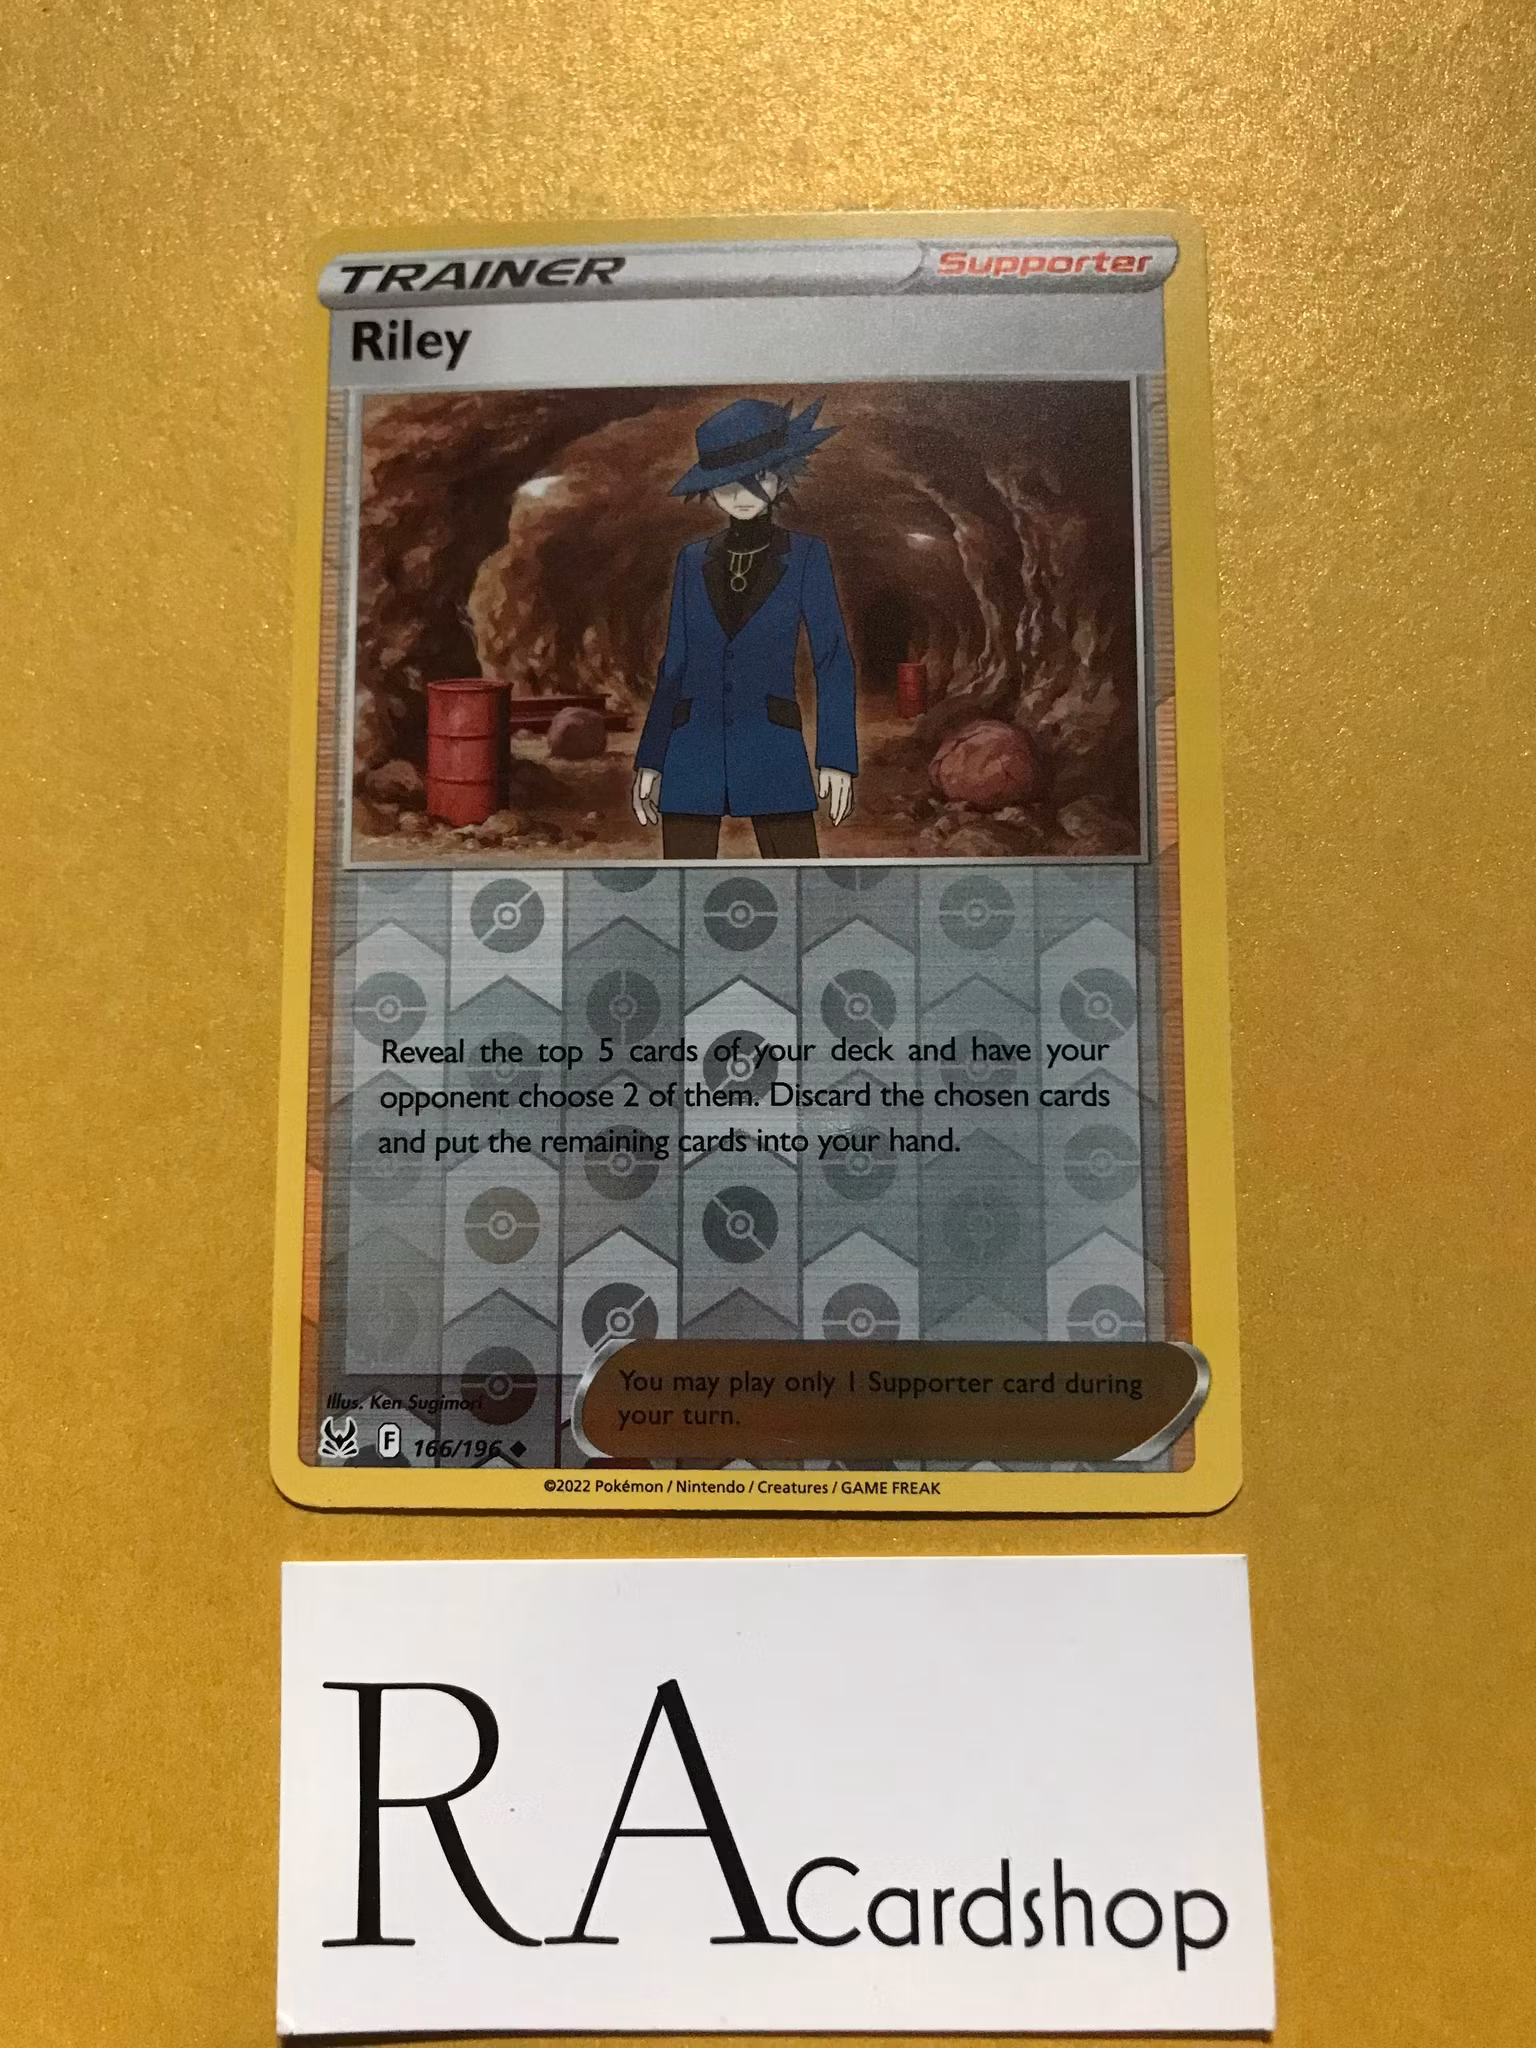 TRAINER
Supporter
Riley
Reveal the top 5 cards of your deck and have your
opponent choose 2 of them. Discard the chosen cards
and put the remaining cards into your hand.
You may play only 1 Supporter card during
your turn.
Illus. Ken Sugimori
F 166/196
©2022 Pokémon / Nintendo / Creatures / GAME FREAK
RA Cardshop